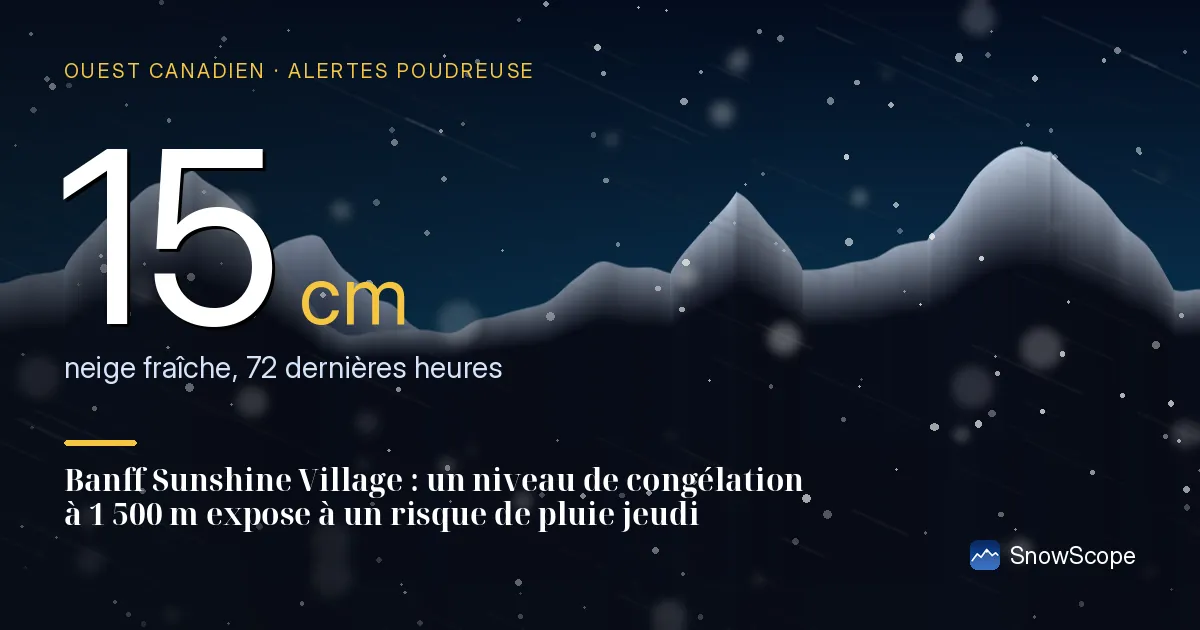 OUEST CANADIEN · ALERTES POUDREUSE
15 cm
neige fraîche, 72 dernières heures
Banff Sunshine Village : un niveau de congélation
à 1 500 m expose à un risque de pluie jeudi
SnowScope